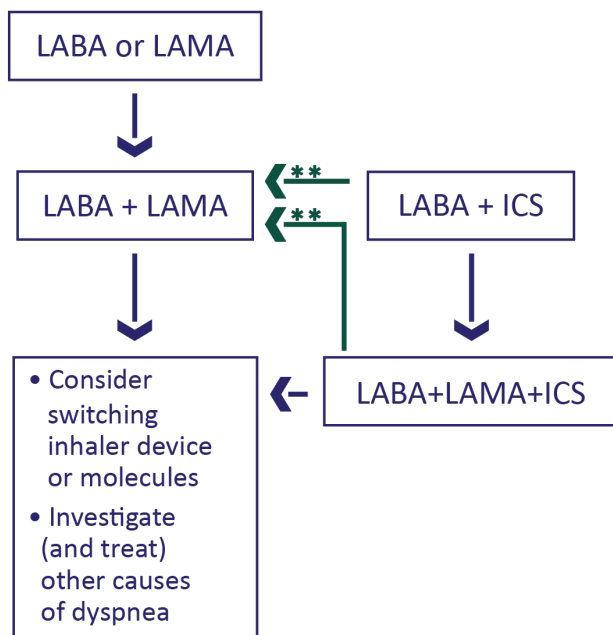 LABA or LAMA
LABA + LAMA
**
**
LABA + ICS
LABA+LAMA+ICS
• Consider
switching
inhaler device
or molecules
• Investigate
(and treat)
other causes
of dyspnea